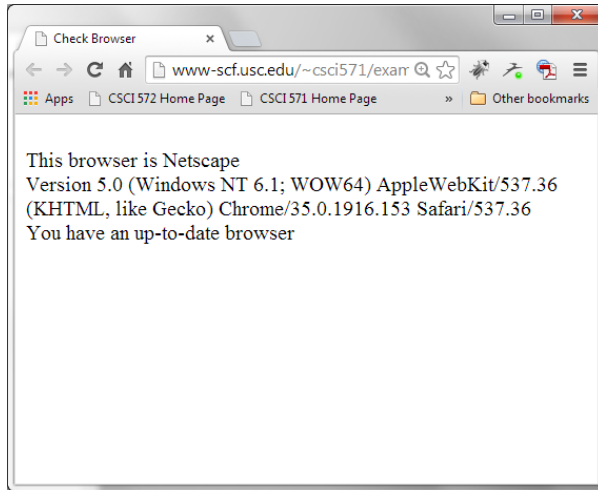 Check Browser
www-scf.usc.edu/~csci571/exam
Apps CSCI 572 Home Page CSCI 571 Home Page » Other bookmarks
This browser is Netscape
Version 5.0 (Windows NT 6.1; WOW64) AppleWebKit/537.36
(KHTML, like Gecko) Chrome/35.0.1916.153 Safari/537.36
You have an up-to-date browser